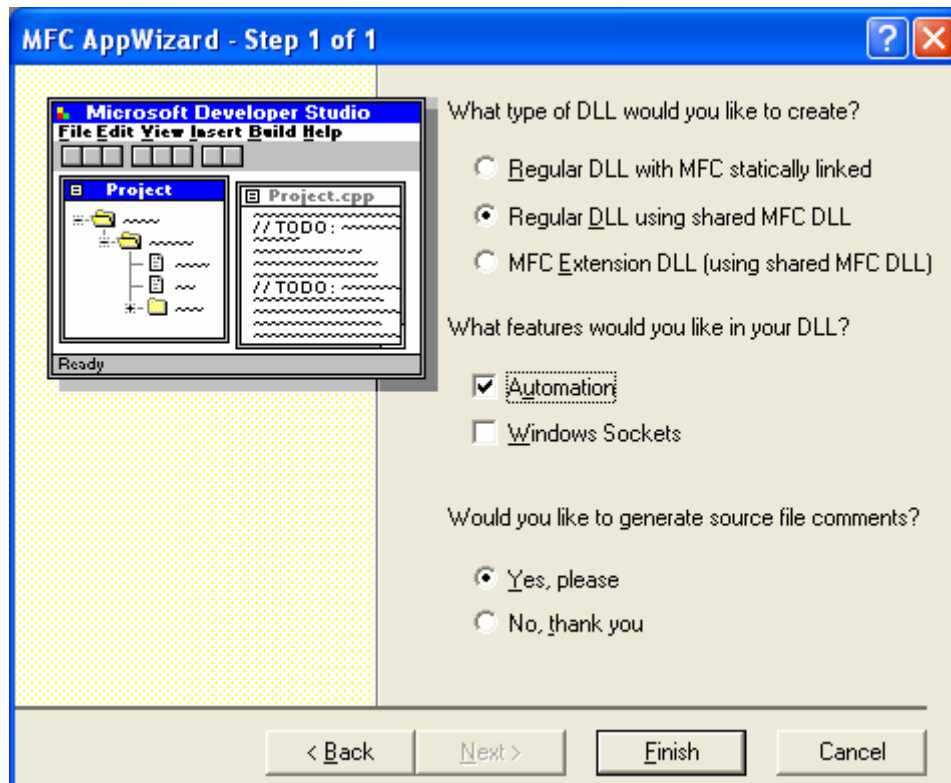 MFC AppWizard - Step 1 of 1
Microsoft Developer Studio
File Edit View Insert Build Help
Project
Project.cpp
//TODO:
//TODO:
Ready
What type of DLL would you like to create?
Regular DLL with MFC statically linked
Regular DLL using shared MFC DLL
MFC Extension DLL (using shared MFC DLL)
What features would you like in your DLL?
Automation
Windows Sockets
Would you like to generate source file comments?
Yes, please
No, thank you
< Back
Next >
Finish
Cancel